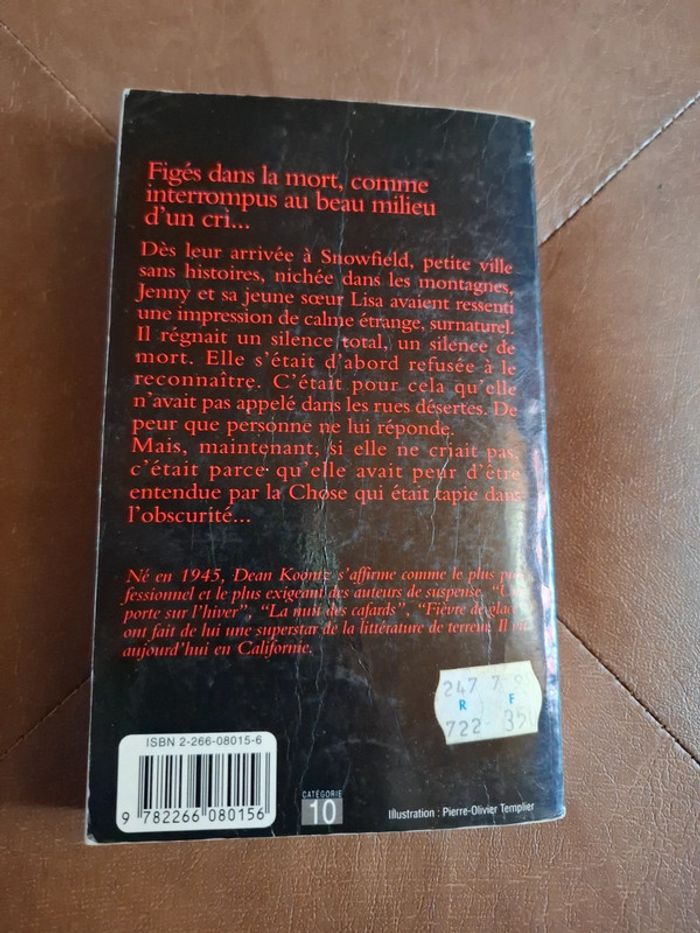 Figés dans la mort, comme
interrompus au beau milieu
d'un cri...
Dès leur arrivée à Snowfield, petite ville
sans histoires, nichée dans les montagnes,
Jenny et sa jeune sœur Lisa avaient ressenti
une impression de calme étrange, surnaturel.
Il régnait un silence total, un silence de
mort. Elle s'était d'abord refusée à le
reconnaître. C'était pour cela qu'elle
n'avait pas appelé dans les rues désertes. De
peur que personne ne lui réponde.
Mais, maintenant, si elle ne criait pas,
c'était parce qu'elle avait peur d'être
entendue par la Chose qui était tapie dans
l'obscurité...
Né en 1945, Dean Koontz s'affirme comme le plus
fessionnel et le plus exigeant des auteurs de suspense.
porte sur l'hiver", "La nuit des cafards", "Fièvre de
ont fait de lui une superstar de la littérature de terreur. Il
aujourd'hui en Californie.
247 7
R F
722
ISBN 2-266-08015-6
9 782266 080156
CATÉGORIE
10
Illustration : Pierre-Olivier Templier